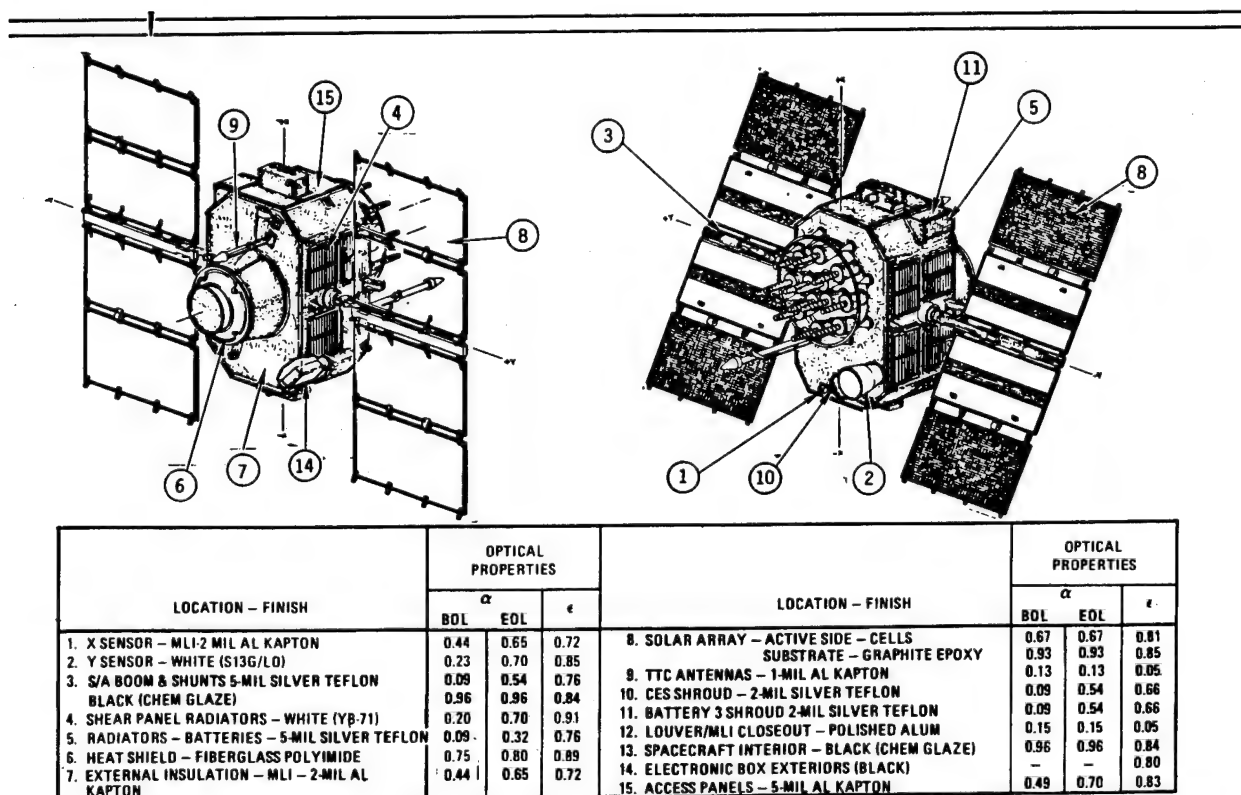 15
11
9
4
3
5
8
8
+Y
7
14
6
1
10
2
LOCATION – FINISH OPTICAL PROPERTIES
α ϵ
BOL EOL
1. X SENSOR – MLI-2 MIL AL KAPTON 0.44 0.65 0.72
2. Y SENSOR – WHITE (S13G/LO) 0.23 0.70 0.85
3. S/A BOOM & SHUNTS 5-MIL SILVER TEFLON 0.09 0.54 0.76
BLACK (CHEM GLAZE) 0.96 0.96 0.84
4. SHEAR PANEL RADIATORS – WHITE (YB-71) 0.20 0.70 0.91
5. RADIATORS – BATTERIES – 5-MIL SILVER TEFLON 0.09 0.32 0.76
6. HEAT SHIELD – FIBERGLASS POLYIMIDE 0.75 0.80 0.89
7. EXTERNAL INSULATION – MLI – 2-MIL AL 0.44 0.65 0.72
KAPTON
LOCATION – FINISH OPTICAL PROPERTIES
α ϵ
BOL EOL
8. SOLAR ARRAY – ACTIVE SIDE – CELLS 0.67 0.67 0.81
SUBSTRATE – GRAPHITE EPOXY 0.93 0.93 0.85
9. TTC ANTENNAS – 1-MIL AL KAPTON 0.13 0.13 0.05
10. CES SHROUD – 2-MIL SILVER TEFLON 0.09 0.54 0.66
11. BATTERY 3 SHROUD 2-MIL SILVER TEFLON 0.09 0.54 0.66
12. LOUVER/MLI CLOSEOUT – POLISHED ALUM 0.15 0.15 0.05
13. SPACECRAFT INTERIOR – BLACK (CHEM GLAZE) 0.96 0.96 0.84
14. ELECTRONIC BOX EXTERIORS (BLACK) – – 0.80
15. ACCESS PANELS – 5-MIL AL KAPTON 0.49 0.70 0.83